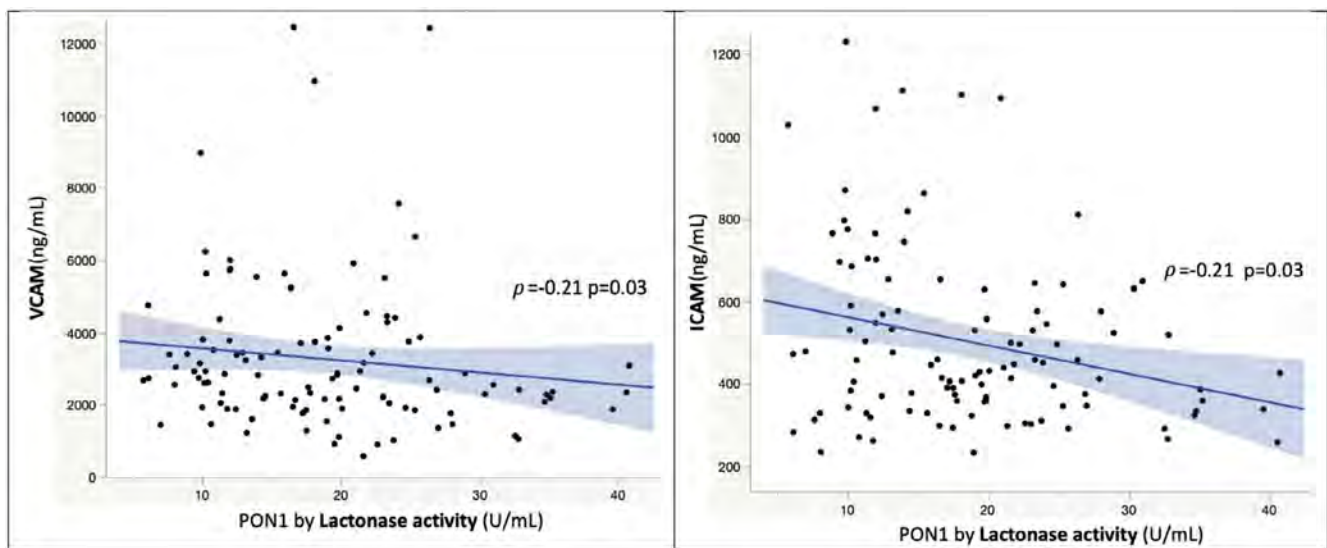 12000
10000
8000
6000
4000
2000
0
VCAM(ng/mL)
ρ=-0.21 p=0.03
10 20 30 40
PON1 by Lactonase activity (U/mL)
1200
1000
800
600
400
200
ICAM(ng/mL)
ρ=-0.21 p=0.03
10 20 30 40
PON1 by Lactonase activity (U/mL)